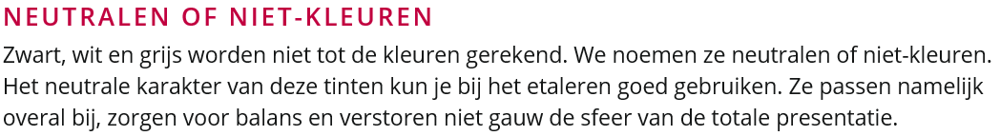 NEUTRALEN OF NIET-KLEUREN
Zwart, wit en grijs worden niet tot de kleuren gerekend. We noemen ze neutralen of niet-kleuren.
Het neutrale karakter van deze tinten kun je bij het etaleren goed gebruiken. Ze passen namelijk
overal bij, zorgen voor balans en verstoren niet gauw de sfeer van de totale presentatie.